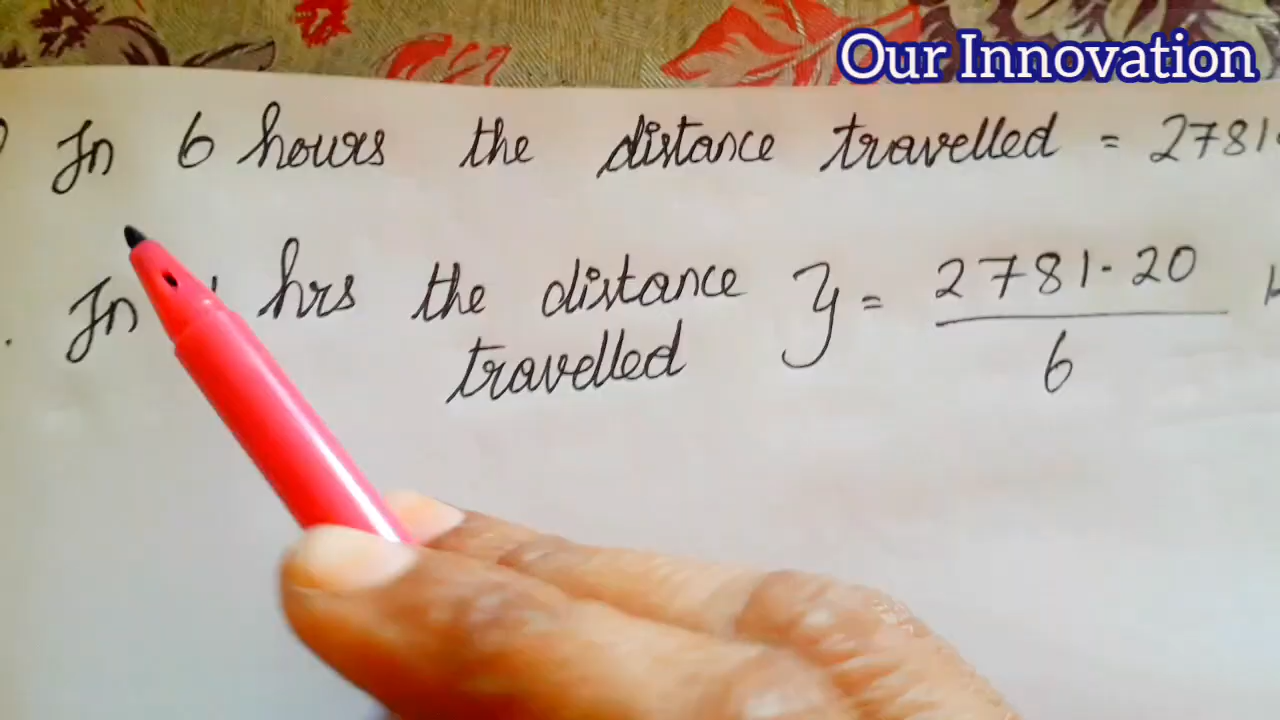 Our Innovation
In 6 hours the distance travelled = 2781.
In hrs the distance } = 2781.20
travelled 6